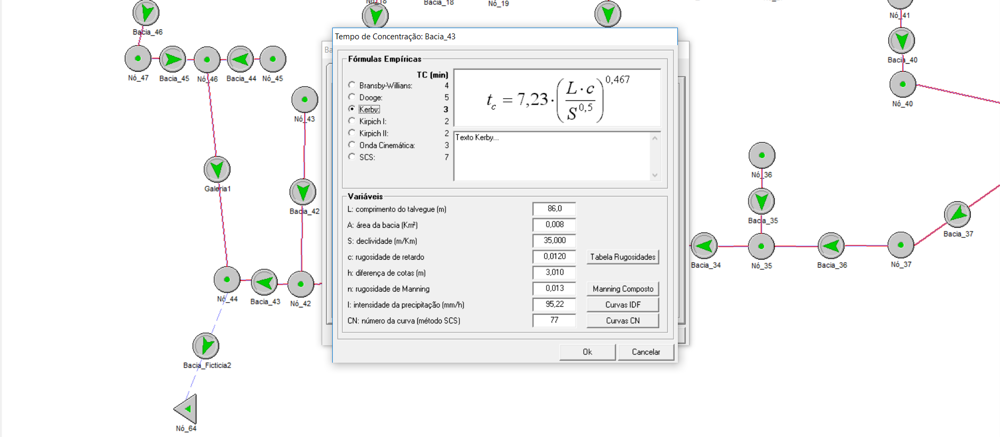 Nó_18
Bacia_18
Nó_19
Nó_41
Bacia_46
Tempo de Concentração: Bacia_43
Ba
Fórmulas Empíricas
TC (min)
Bransby-Willians: 4
Dooge: 5
Kerby: 3
Kirpich I: 2
Kirpich II: 2
Onda Cinemática: 3
SCS: 7
t_c = 7,23 · (L · c / S^0,5)^0,467
Texto Kerby...
Variáveis
L: comprimento do talvegue (m) 86,0
A: área da bacia (Km²) 0,008
S: declividade (m/Km) 35,000
c: rugosidade de retardo 0,0120 Tabela Rugosidades
h: diferença de cotas (m) 3,010
n: rugosidade de Manning 0,013 Manning Composto
I: intensidade da precipitação (mm/h) 95,22 Curvas IDF
CN: número da curva (método SCS) 77 Curvas CN
Ok Cancelar
Bacia_40
Nó_47
Bacia_45
Nó_46
Bacia_44
Nó_45
Nó_40
Nó_43
Nó_36
Galeria1
Bacia_42
Bacia_35
Bacia_37
Bacia_34
Nó_35
Bacia_36
Nó_37
Nó_44
Bacia_43
Nó_42
Bacia_Ficticia2
Nó_64